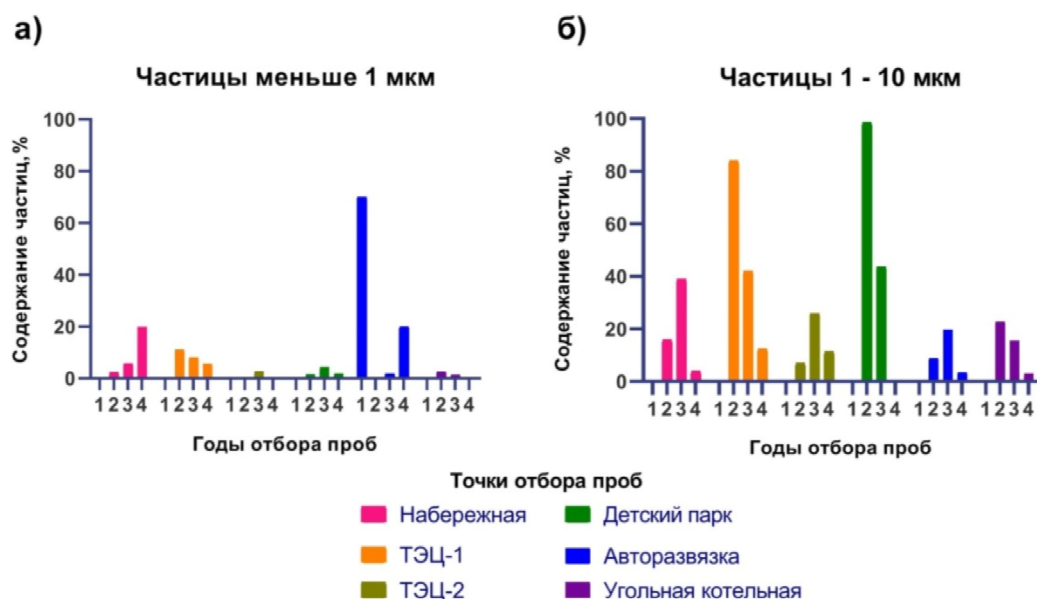 а)
Частицы меньше 1 мкм
Содержание частиц, %
100
80
60
40
20
0
1 2 3 4 1 2 3 4 1 2 3 4 1 2 3 4 1 2 3 4 1 2 3 4
Годы отбора проб
б)
Частицы 1 - 10 мкм
Содержание частиц, %
100
80
60
40
20
0
1 2 3 4 1 2 3 4 1 2 3 4 1 2 3 4 1 2 3 4 1 2 3 4
Годы отбора проб
Точки отбора проб
Набережная
Детский парк
ТЭЦ-1
Авторазвязка
ТЭЦ-2
Угольная котельная